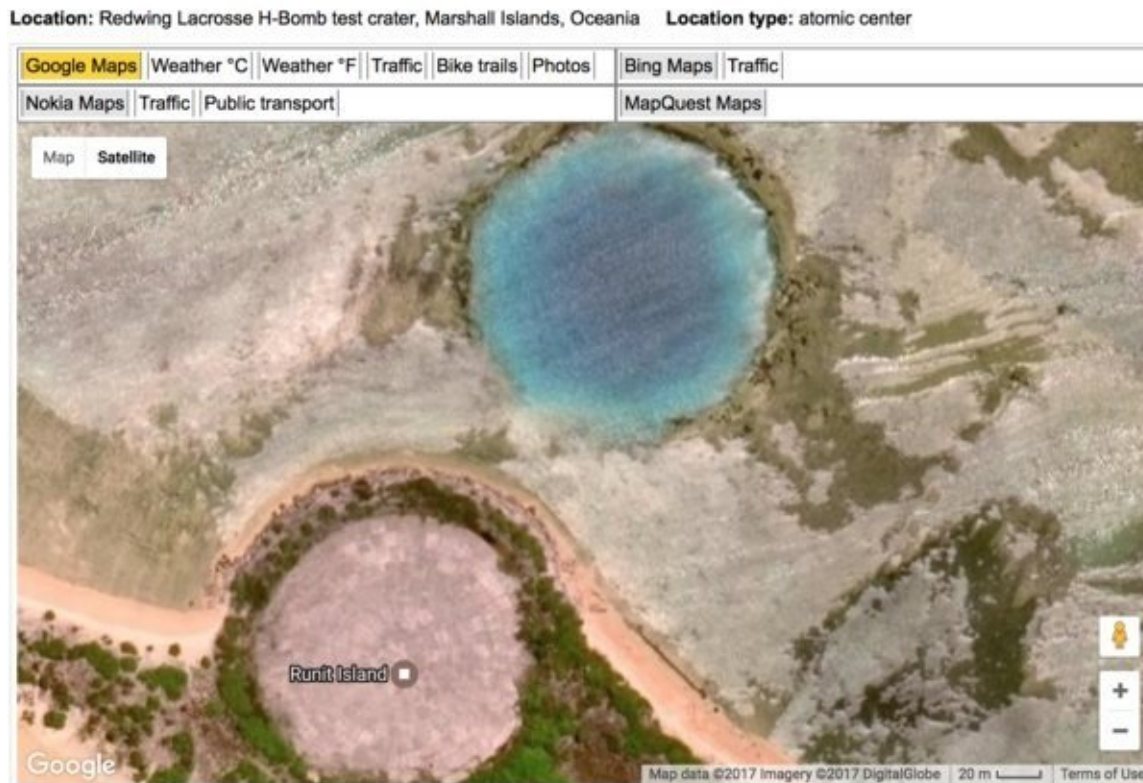 Location: Redwing Lacrosse H-Bomb test crater, Marshall Islands, Oceania Location type: atomic center
Google Maps Weather °C Weather °F Traffic Bike trails Photos Bing Maps Traffic
Nokia Maps Traffic Public transport MapQuest Maps
Map Satellite
Runit Island
+
−
Google
Map data ©2017 Imagery ©2017 DigitalGlobe 20 m Terms of Use